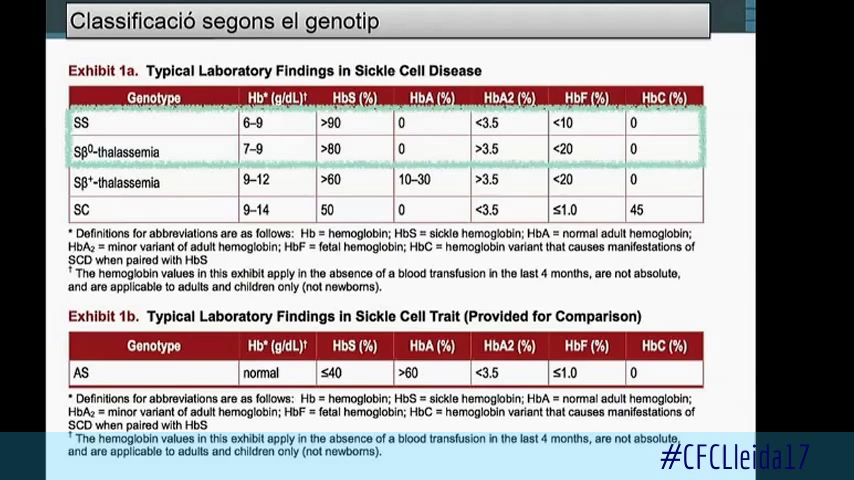 Classificació segons el genotip
Exhibit 1a. Typical Laboratory Findings in Sickle Cell Disease
Genotype Hb* (g/dL)† HbS (%) HbA (%) HbA2 (%) HbF (%) HbC (%)
SS 6–9 >90 0 <3.5 <10 0
Sβ⁰-thalassemia 7–9 >80 0 >3.5 <20 0
Sβ⁺-thalassemia 9–12 >60 10–30 >3.5 <20 0
SC 9–14 50 0 <3.5 ≤1.0 45
* Definitions for abbreviations are as follows: Hb = hemoglobin; HbS = sickle hemoglobin; HbA = normal adult hemoglobin;
HbA₂ = minor variant of adult hemoglobin; HbF = fetal hemoglobin; HbC = hemoglobin variant that causes manifestations of
SCD when paired with HbS
† The hemoglobin values in this exhibit apply in the absence of a blood transfusion in the last 4 months, are not absolute,
and are applicable to adults and children only (not newborns).
Exhibit 1b. Typical Laboratory Findings in Sickle Cell Trait (Provided for Comparison)
Genotype Hb* (g/dL)† HbS (%) HbA (%) HbA2 (%) HbF (%) HbC (%)
AS normal ≤40 >60 <3.5 ≤1.0 0
* Definitions for abbreviations are as follows: Hb = hemoglobin; HbS = sickle hemoglobin; HbA = normal adult hemoglobin;
HbA₂ = minor variant of adult hemoglobin; HbF = fetal hemoglobin; HbC = hemoglobin variant that causes manifestations of
SCD when paired with HbS
† The hemoglobin values in this exhibit apply in the absence of a blood transfusion in the last 4 months, are not absolute,
and are applicable to adults and children only (not newborns).
#CFCLleida17